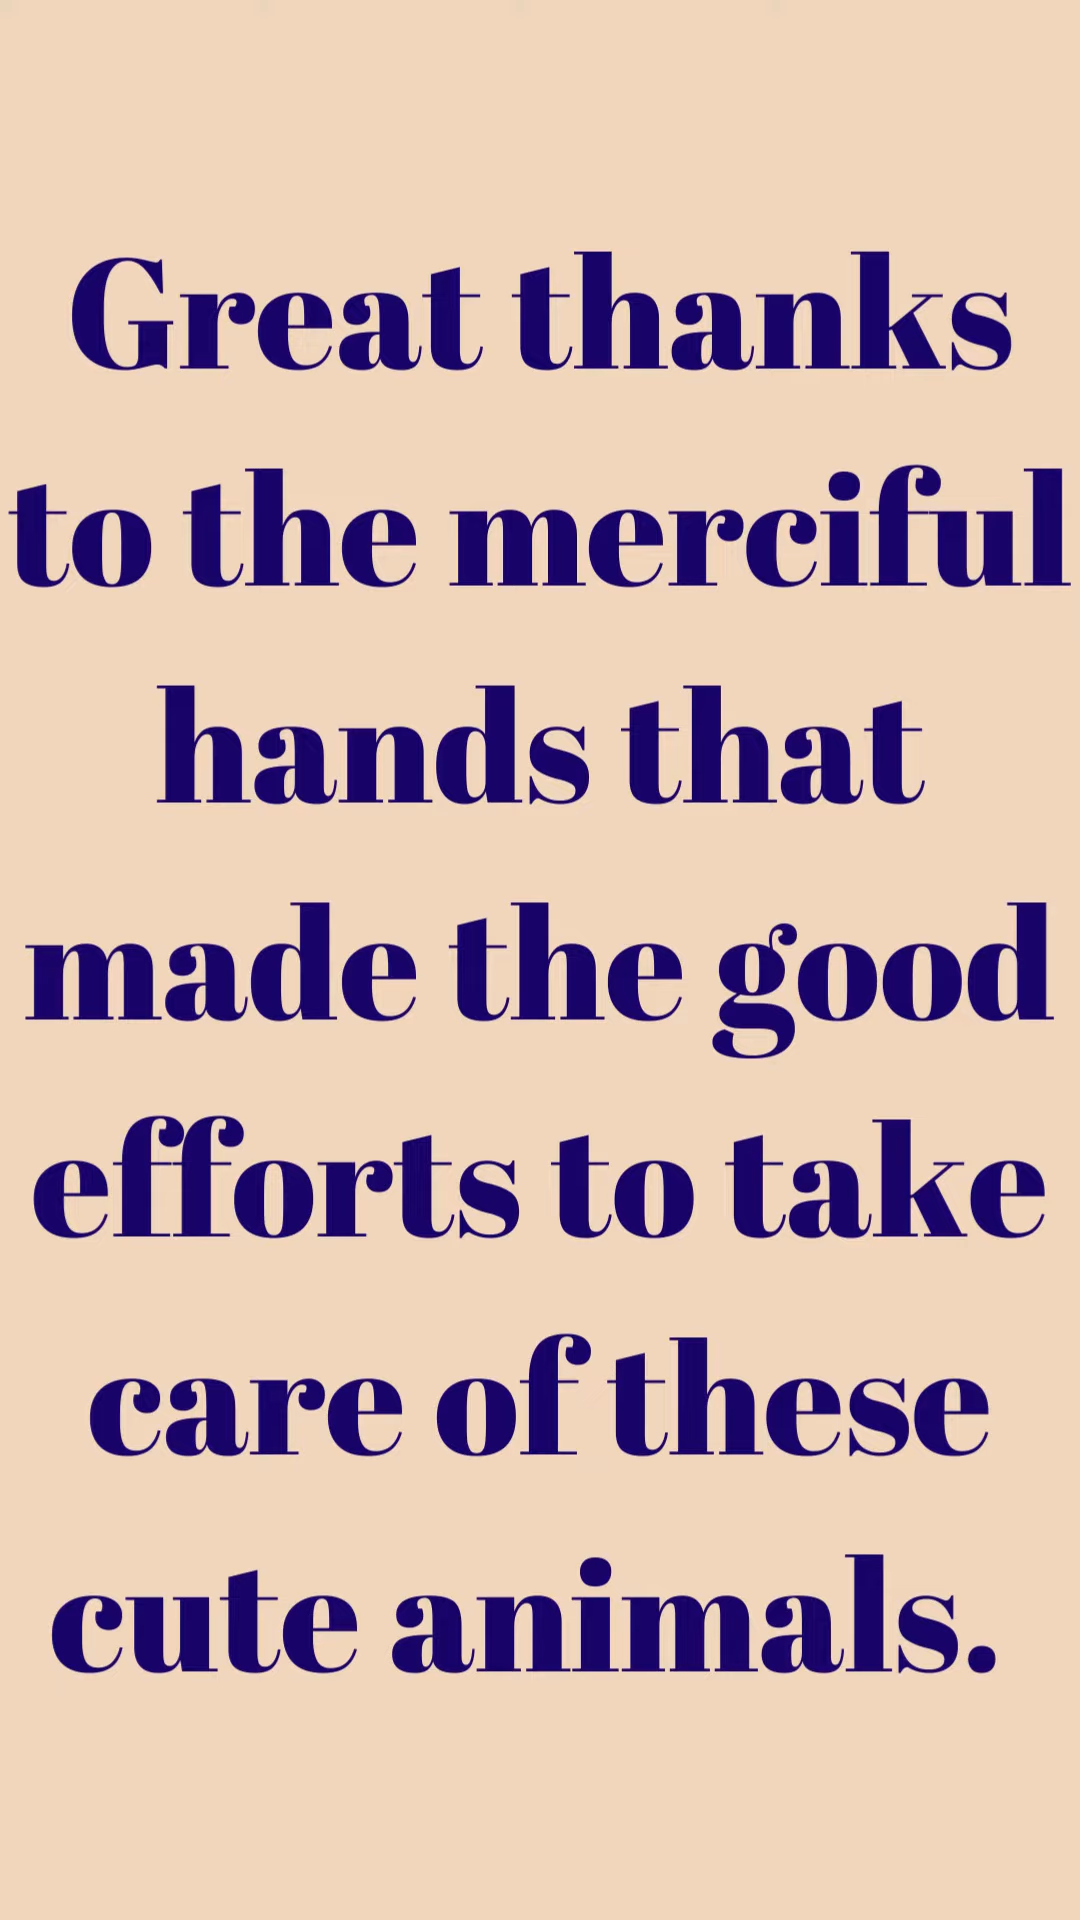 Great thanks
to the merciful
hands that
made the good
efforts to take
care of these
cute animals.